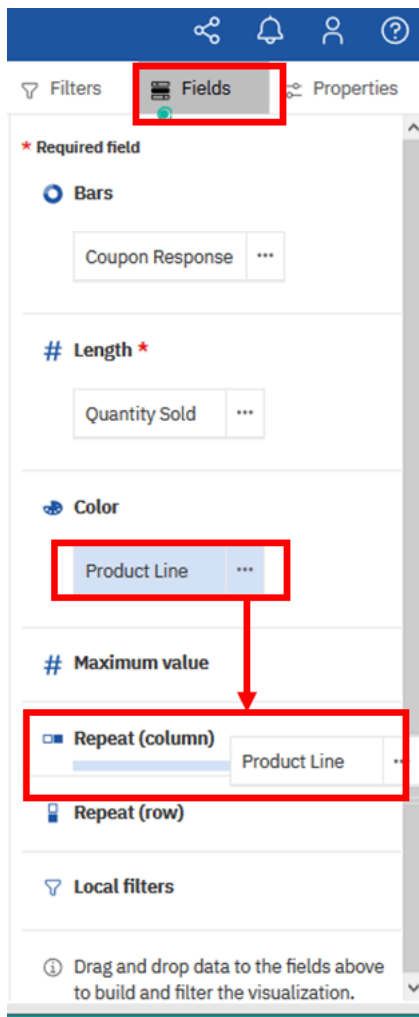 Filters Fields Properties
* Required field
Bars
Coupon Response ...
# Length *
Quantity Sold ...
Color
Product Line ...
# Maximum value
Repeat (column)
Product Line ...
Repeat (row)
Local filters
Drag and drop data to the fields above
to build and filter the visualization.